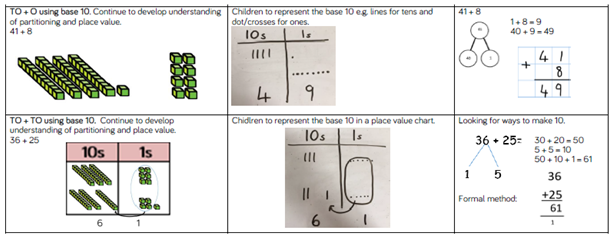 TO + O using base 10. Continue to develop
understanding of partitioning and place value.
41 + 8
Children to represent the base 10 e.g. lines for tens and
dot/crosses for ones.
10s 1s
4 9
41 + 8
41
40 1
1 + 8 = 9
40 + 9 = 49
4 1
+ 8
4 9
TO + TO using base 10. Continue to develop
understanding of partitioning and place value.
36 + 25
10s 1s
6 1
Chidlren to represent the base 10 in a place value chart.
10s 1s
6 1
Looking for ways to make 10.
36 + 25=
1 5
30 + 20 = 50
5 + 5 = 10
50 + 10 + 1 = 61
Formal method:
36
+25
61
1